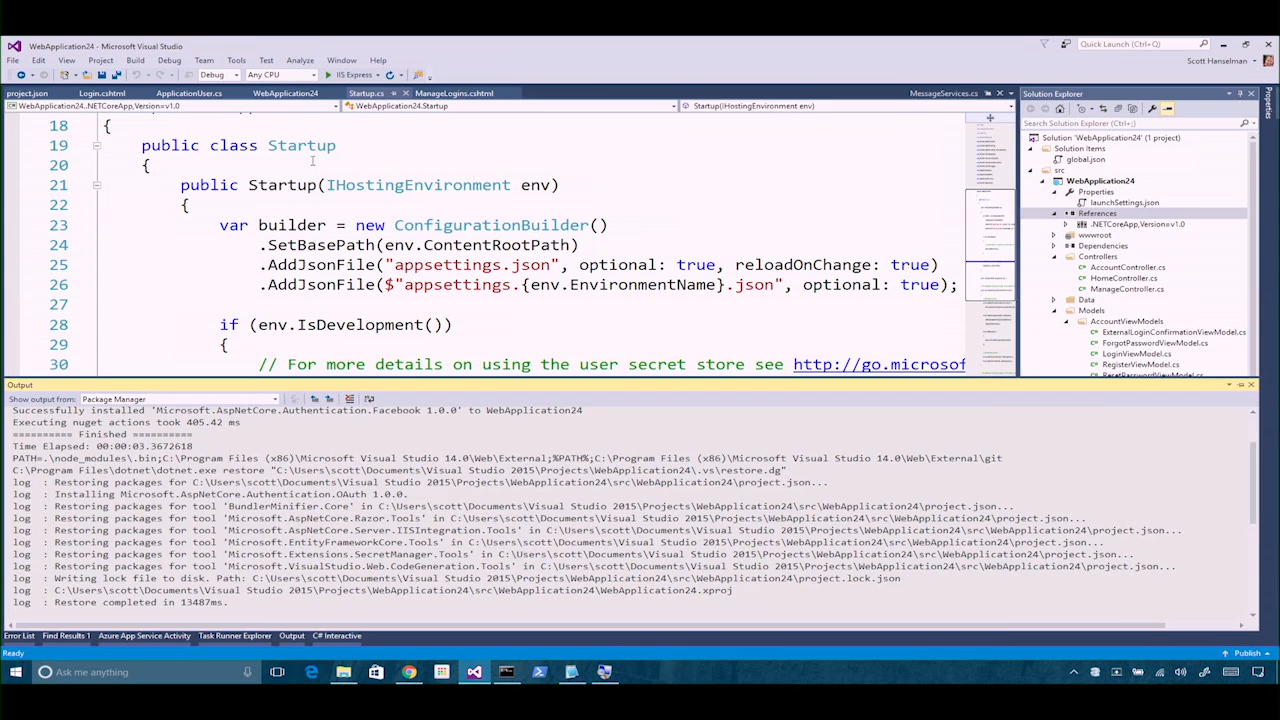 WebApplication24 - Microsoft Visual Studio
Quick Launch (Ctrl+Q)
File Edit View Project Build Debug Team Tools Test Analyze Window Help
Scott Hanselman
Debug Any CPU IIS Express
project.json Login.cshtml ApplicationUser.cs WebApplication24 Startup.cs ManageLogins.cshtml MessageServices.cs
WebApplication24..NETCoreApp,Version=v1.0 WebApplication24.Startup Startup(IHostingEnvironment env)
18 {
19 public class Startup
20 {
21 public Startup(IHostingEnvironment env)
22 {
23 var builder = new ConfigurationBuilder()
24 .SetBasePath(env.ContentRootPath)
25 .AddJsonFile("appsettings.json", optional: true, reloadOnChange: true)
26 .AddJsonFile($"appsettings.{env.EnvironmentName}.json", optional: true);
27
28 if (env.IsDevelopment())
29 {
30 // For more details on using the user secret store see http://go.microsof
Solution Explorer
Search Solution Explorer (Ctrl+;)
Solution 'WebApplication24' (1 project)
Solution Items
global.json
src
WebApplication24
Properties
launchSettings.json
References
.NETCoreApp,Version=v1.0
wwwroot
Dependencies
Controllers
AccountController.cs
HomeController.cs
ManageController.cs
Data
Models
AccountViewModels
ExternalLoginConfirmationViewModel.cs
ForgotPasswordViewModel.cs
LoginViewModel.cs
RegisterViewModel.cs
ResetPasswordViewModel.cs
Properties
Output
Show output from: Package Manager
Successfully installed 'Microsoft.AspNetCore.Authentication.Facebook 1.0.0' to WebApplication24
Executing nuget actions took 405.42 ms
========== Finished ==========
Time Elapsed: 00:00:03.3672618
PATH=.\node_modules\.bin;C:\Program Files (x86)\Microsoft Visual Studio 14.0\Web\External;%PATH%;C:\Program Files (x86)\Microsoft Visual Studio 14.0\Web\External\git
C:\Program Files\dotnet\dotnet.exe restore "C:\Users\scott\Documents\Visual Studio 2015\Projects\WebApplication24\.vs\restore.dg"
log : Restoring packages for C:\Users\scott\Documents\Visual Studio 2015\Projects\WebApplication24\src\WebApplication24\project.json...
log : Installing Microsoft.AspNetCore.Authentication.OAuth 1.0.0.
log : Restoring packages for tool 'BundlerMinifier.Core' in C:\Users\scott\Documents\Visual Studio 2015\Projects\WebApplication24\src\WebApplication24\project.json...
log : Restoring packages for tool 'Microsoft.AspNetCore.Razor.Tools' in C:\Users\scott\Documents\Visual Studio 2015\Projects\WebApplication24\src\WebApplication24\project.json...
log : Restoring packages for tool 'Microsoft.AspNetCore.Server.IISIntegration.Tools' in C:\Users\scott\Documents\Visual Studio 2015\Projects\WebApplication24\src\WebApplication24\project.json...
log : Restoring packages for tool 'Microsoft.EntityFrameworkCore.Tools' in C:\Users\scott\Documents\Visual Studio 2015\Projects\WebApplication24\src\WebApplication24\project.json...
log : Restoring packages for tool 'Microsoft.Extensions.SecretManager.Tools' in C:\Users\scott\Documents\Visual Studio 2015\Projects\WebApplication24\src\WebApplication24\project.json...
log : Restoring packages for tool 'Microsoft.VisualStudio.Web.CodeGeneration.Tools' in C:\Users\scott\Documents\Visual Studio 2015\Projects\WebApplication24\src\WebApplication24\project.json...
log : Writing lock file to disk. Path: C:\Users\scott\Documents\Visual Studio 2015\Projects\WebApplication24\src\WebApplication24\project.lock.json
log : C:\Users\scott\Documents\Visual Studio 2015\Projects\WebApplication24\src\WebApplication24\WebApplication24.xproj
log : Restore completed in 13487ms.
Error List Find Results 1 Azure App Service Activity Task Runner Explorer Output C# Interactive
Ready
Publish
Ask me anything